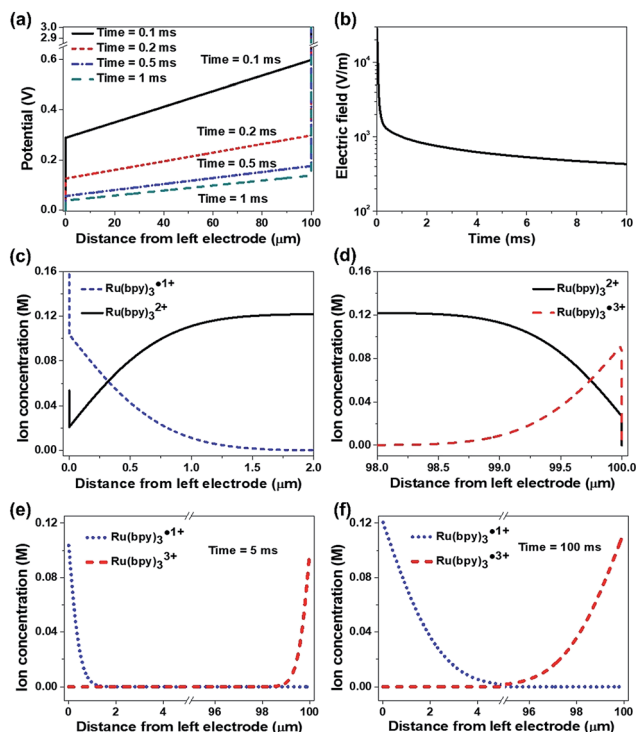 (a)
3.0
2.9
0.6
0.4
0.2
0.0
Potential (V)
Time = 0.1 ms
Time = 0.2 ms
Time = 0.5 ms
Time = 1 ms
Time = 0.1 ms
Time = 0.2 ms
Time = 0.5 ms
Time = 1 ms
0 20 40 60 80 100
Distance from left electrode (μm)
(b)
Electric field (V/m)
10⁴
10³
10²
0 2 4 6 8 10
Time (ms)
(c)
Ion concentration (M)
0.16
0.12
0.08
0.04
0.00
Ru(bpy)₃•1+
Ru(bpy)₃2+
0.0 0.5 1.0 1.5 2.0
Distance from left electrode (μm)
(d)
Ion concentration (M)
0.16
0.12
0.08
0.04
0.00
Ru(bpy)₃2+
Ru(bpy)₃•3+
98.0 98.5 99.0 99.5 100.0
Distance from left electrode (μm)
(e)
Ion concentration (M)
0.12
0.08
0.04
0.00
Ru(bpy)₃•1+
Ru(bpy)₃3+
Time = 5 ms
0 2 4 96 98 100
Distance from left electrode (μm)
(f)
Ion concentration (M)
0.12
0.08
0.04
0.00
Ru(bpy)₃•1+
Ru(bpy)₃•3+
Time = 100 ms
0 2 4 96 98 100
Distance from left electrode (μm)